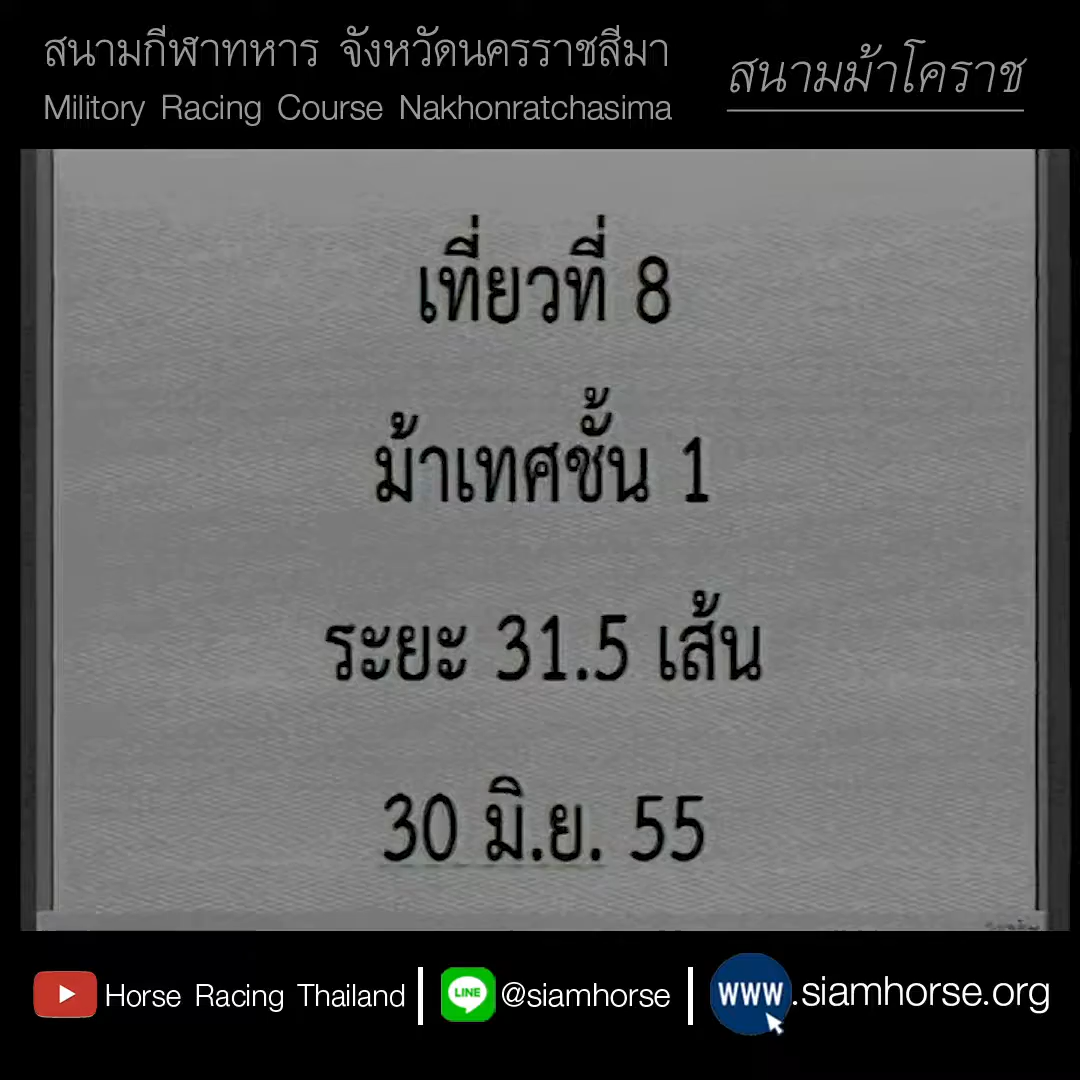 สนามกีฬาทหาร จังหวัดนครราชสีมา
Militory Racing Course Nakhonratchasima
สนามม้าโคราช
เที่ยวที่ 8
ม้าเทศชั้น 1
ระยะ 31.5 เส้น
30 มิ.ย. 55
Horse Racing Thailand
LINE
@siamhorse
www.siamhorse.org